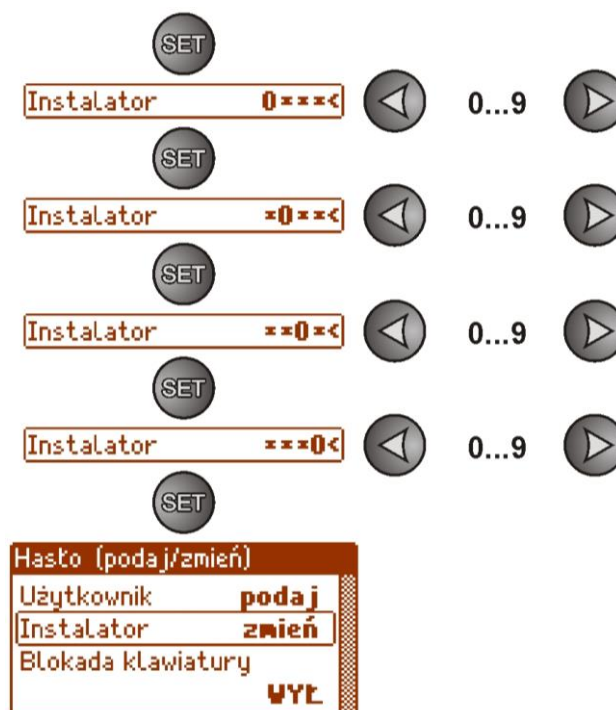 SET
Instalator 0***< 0...9
SET
Instalator *0**< 0...9
SET
Instalator **0*< 0...9
SET
Instalator ***0< 0...9
SET
Hasło (podaj/zmień)
Użytkownik podaj
Instalator zmień
Blokada klawiatury
WYŁ